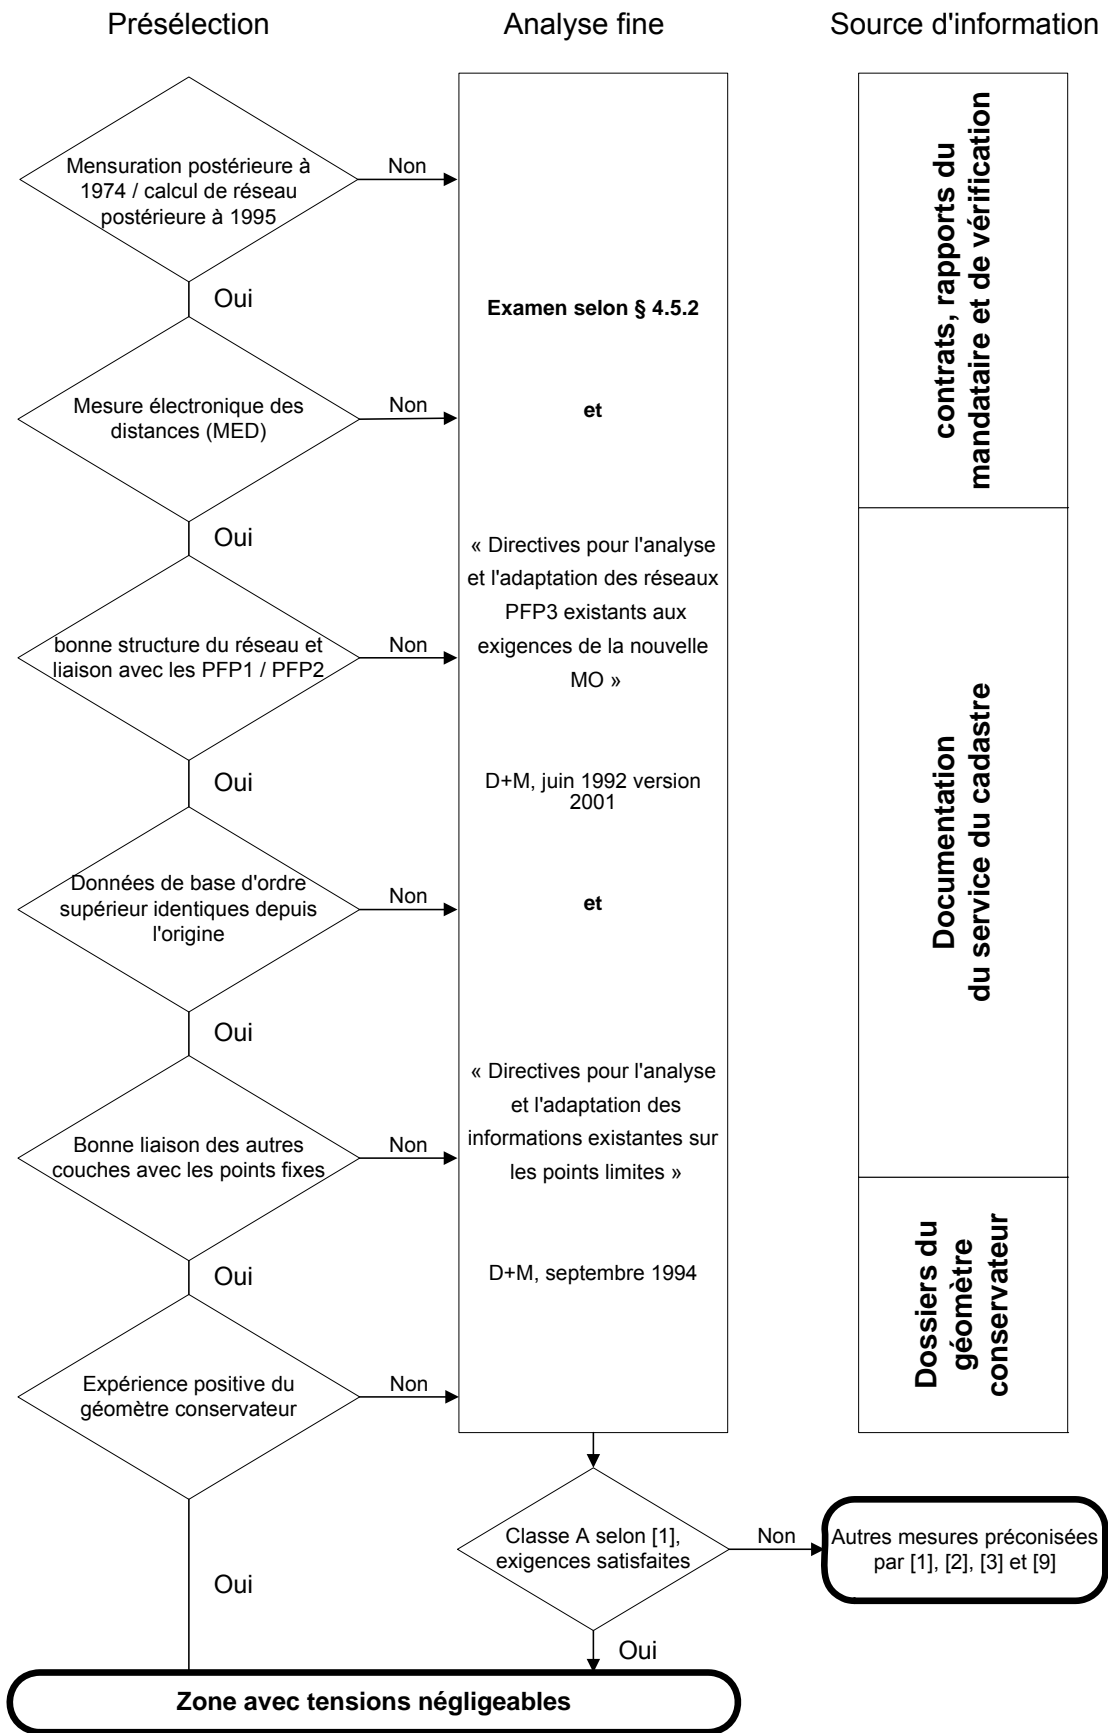 Présélection
Analyse fine
Source d'information
Mensuration postérieure à
1974 / calcul de réseau
postérieure à 1995
Non
Oui
Mesure électronique des
distances (MED)
Non
Oui
bonne structure du réseau et
liaison avec les PFP1 / PFP2
Non
Oui
Données de base d'ordre
supérieur identiques depuis
l'origine
Non
Oui
Bonne liaison des autres
couches avec les points fixes
Non
Oui
Expérience positive du
géomètre conservateur
Non
Oui
Examen selon § 4.5.2
et
« Directives pour l'analyse
et l'adaptation des réseaux
PFP3 existants aux
exigences de la nouvelle
MO »
D+M, juin 1992 version
2001
et
« Directives pour l'analyse
et l'adaptation des
informations existantes sur
les points limites »
D+M, septembre 1994
contrats, rapports du
mandataire et de vérification
Documentation
du service du cadastre
Dossiers du
géomètre
conservateur
Classe A selon [1],
exigences satisfaites
Non
Autres mesures préconisées
par [1], [2], [3] et [9]
Oui
Zone avec tensions négligeables